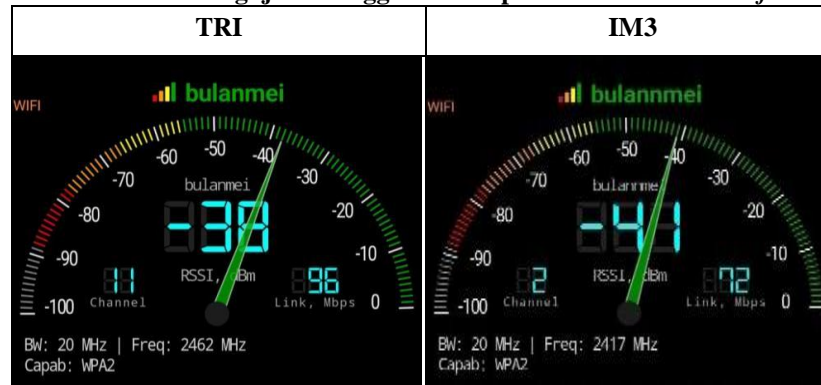 TRI IM3
WIFI
bulanmei
-100 -90 -80 -70 -60 -50 -40 -30 -20 -10 0
bulanmei
-38
RSSI, dBm
11
Channel
96
Link, Mbps
BW: 20 MHz | Freq: 2462 MHz
Capab: WPA2
WIFI
bulannmei
-100 -90 -80 -70 -60 -50 -40 -30 -20 -10 0
bulannmei
-41
RSSI, dBm
2
Channel
72
Link, Mbps
BW: 20 MHz | Freq: 2417 MHz
Capab: WPA2